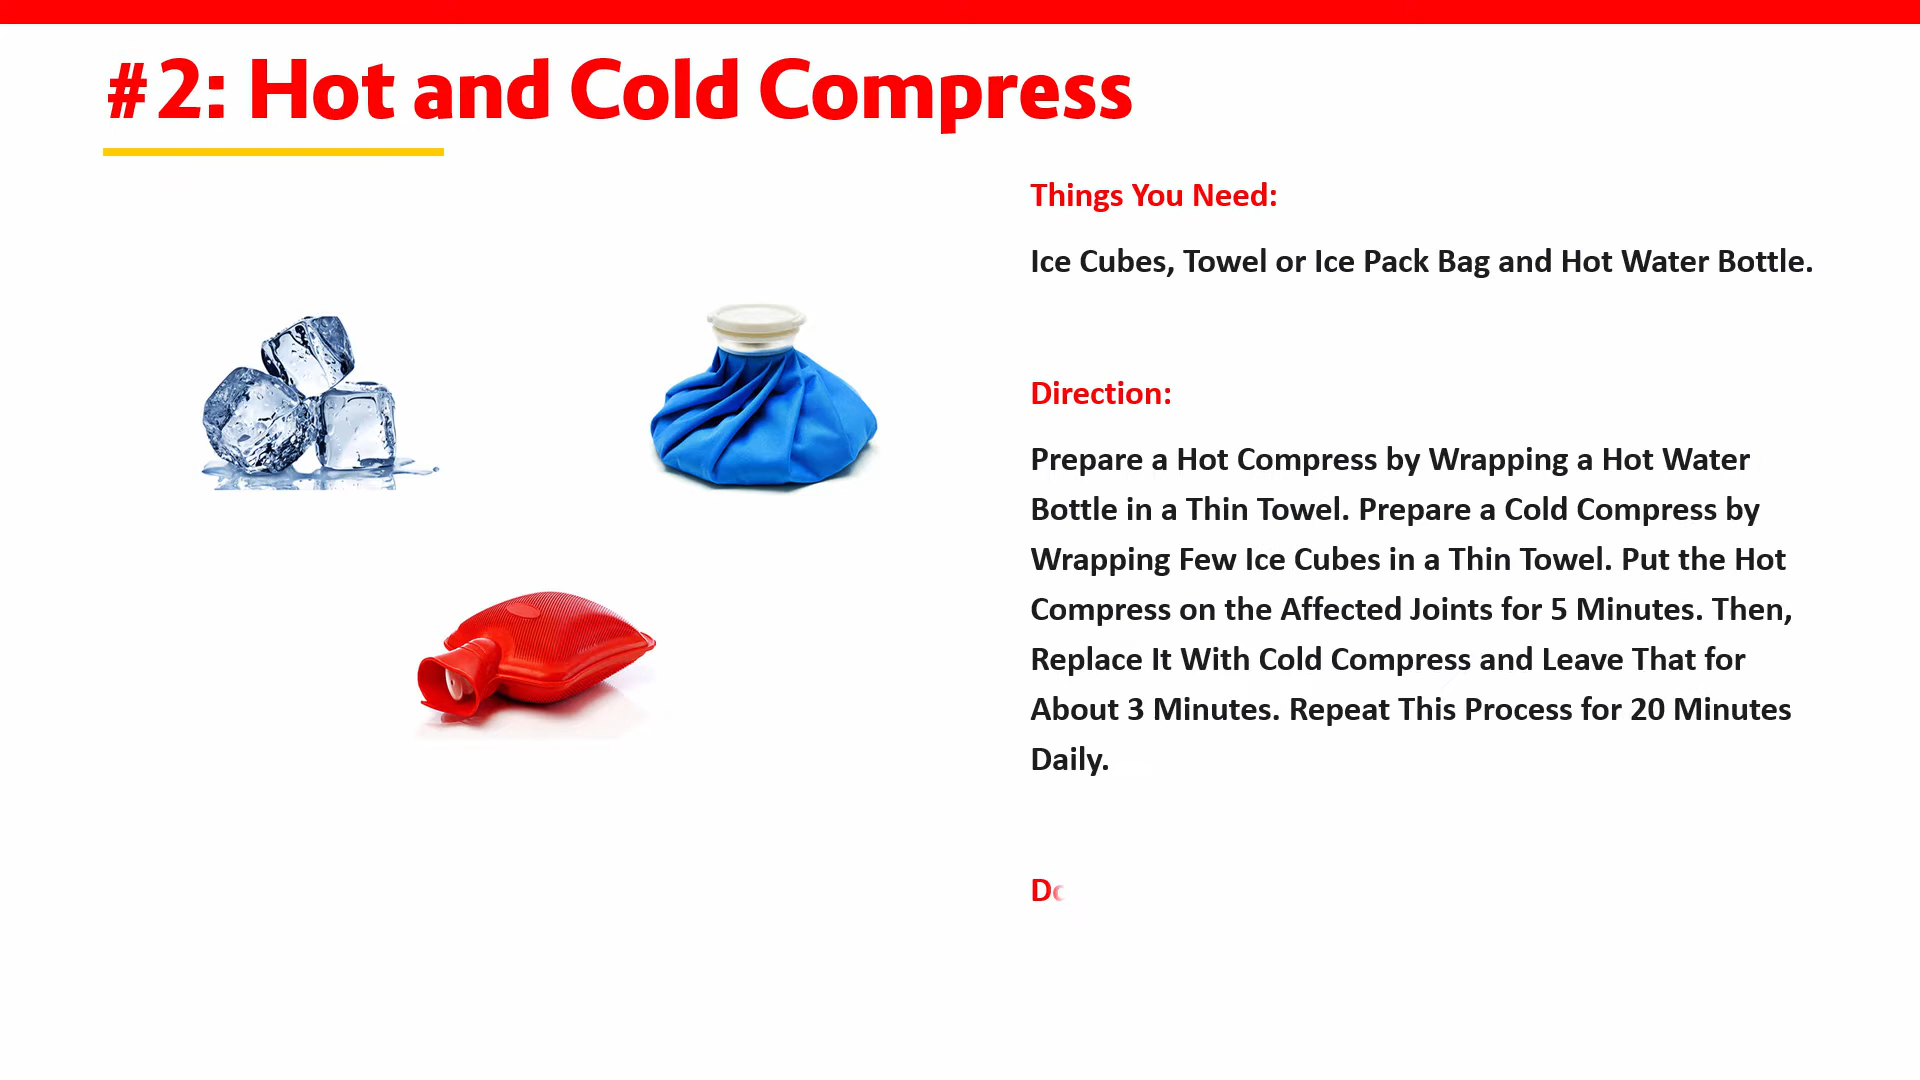 #2: Hot and Cold Compress
Things You Need:
Ice Cubes, Towel or Ice Pack Bag and Hot Water Bottle.
Direction:
Prepare a Hot Compress by Wrapping a Hot Water
Bottle in a Thin Towel. Prepare a Cold Compress by
Wrapping Few Ice Cubes in a Thin Towel. Put the Hot
Compress on the Affected Joints for 5 Minutes. Then,
Replace It With Cold Compress and Leave That for
About 3 Minutes. Repeat This Process for 20 Minutes
Daily.